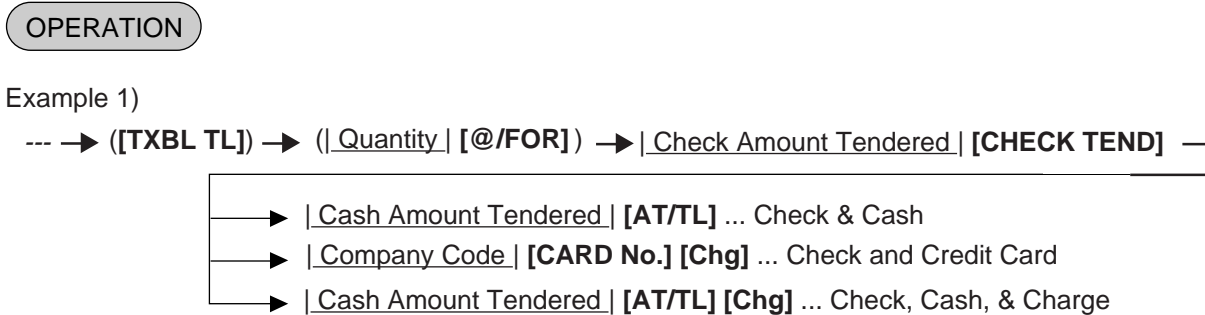 OPERATION
Example 1)
--- ([TXBL TL]) (| Quantity | [@/FOR] ) | Check Amount Tendered | [CHECK TEND]
| Cash Amount Tendered | [AT/TL] ... Check & Cash
| Company Code | [CARD No.] [Chg] ... Check and Credit Card
| Cash Amount Tendered | [AT/TL] [Chg] ... Check, Cash, & Charge